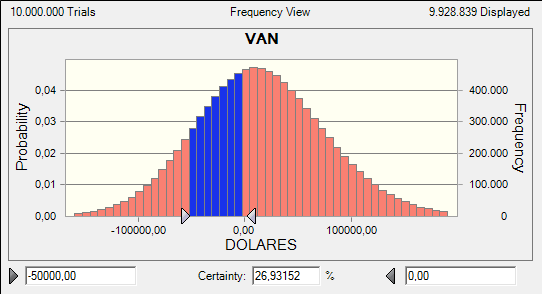 10.000.000 Trials Frequency View 9.928.839 Displayed
VAN
0,04
0,03
0,02
0,01
0,00
Probability
400.000
300.000
200.000
100.000
0
Frequency
-100000,00 0,00 100000,00
DOLARES
-50000,00 Certainty: 26,93152 % 0,00